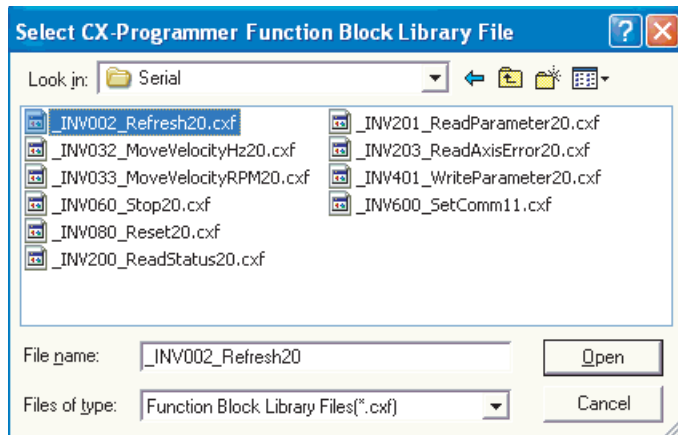 Select CX-Programmer Function Block Library File
Look in: Serial
_INV002_Refresh20.cxf
_INV032_MoveVelocityHz20.cxf
_INV033_MoveVelocityRPM20.cxf
_INV060_Stop20.cxf
_INV080_Reset20.cxf
_INV200_ReadStatus20.cxf
_INV201_ReadParameter20.cxf
_INV203_ReadAxisError20.cxf
_INV401_WriteParameter20.cxf
_INV600_SetComm11.cxf
File name: _INV002_Refresh20 Open
Files of type: Function Block Library Files(*.cxf) Cancel